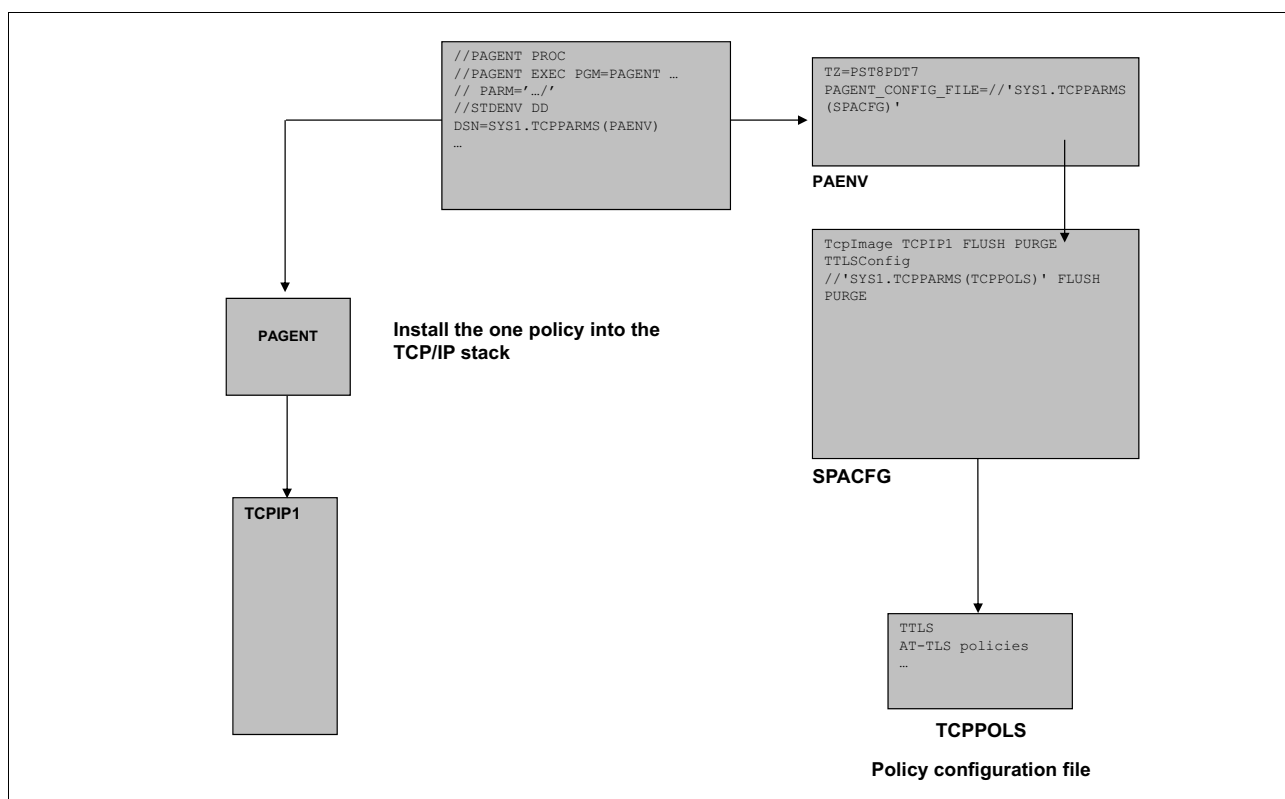 //PAGENT PROC
//PAGENT EXEC PGM=PAGENT …
// PARM=’…/’
//STDENV DD
DSN=SYS1.TCPPARMS(PAENV)
…
TZ=PST8PDT7
PAGENT_CONFIG_FILE=//'SYS1.TCPPARMS
(SPACFG)'
PAENV
TcpImage TCPIP1 FLUSH PURGE
TTLSConfig
//'SYS1.TCPPARMS(TCPPOLS)' FLUSH
PURGE
SPACFG
PAGENT
Install the one policy into the
TCP/IP stack
TCPIP1
TTLS
AT-TLS policies
…
TCPPOLS
Policy configuration file